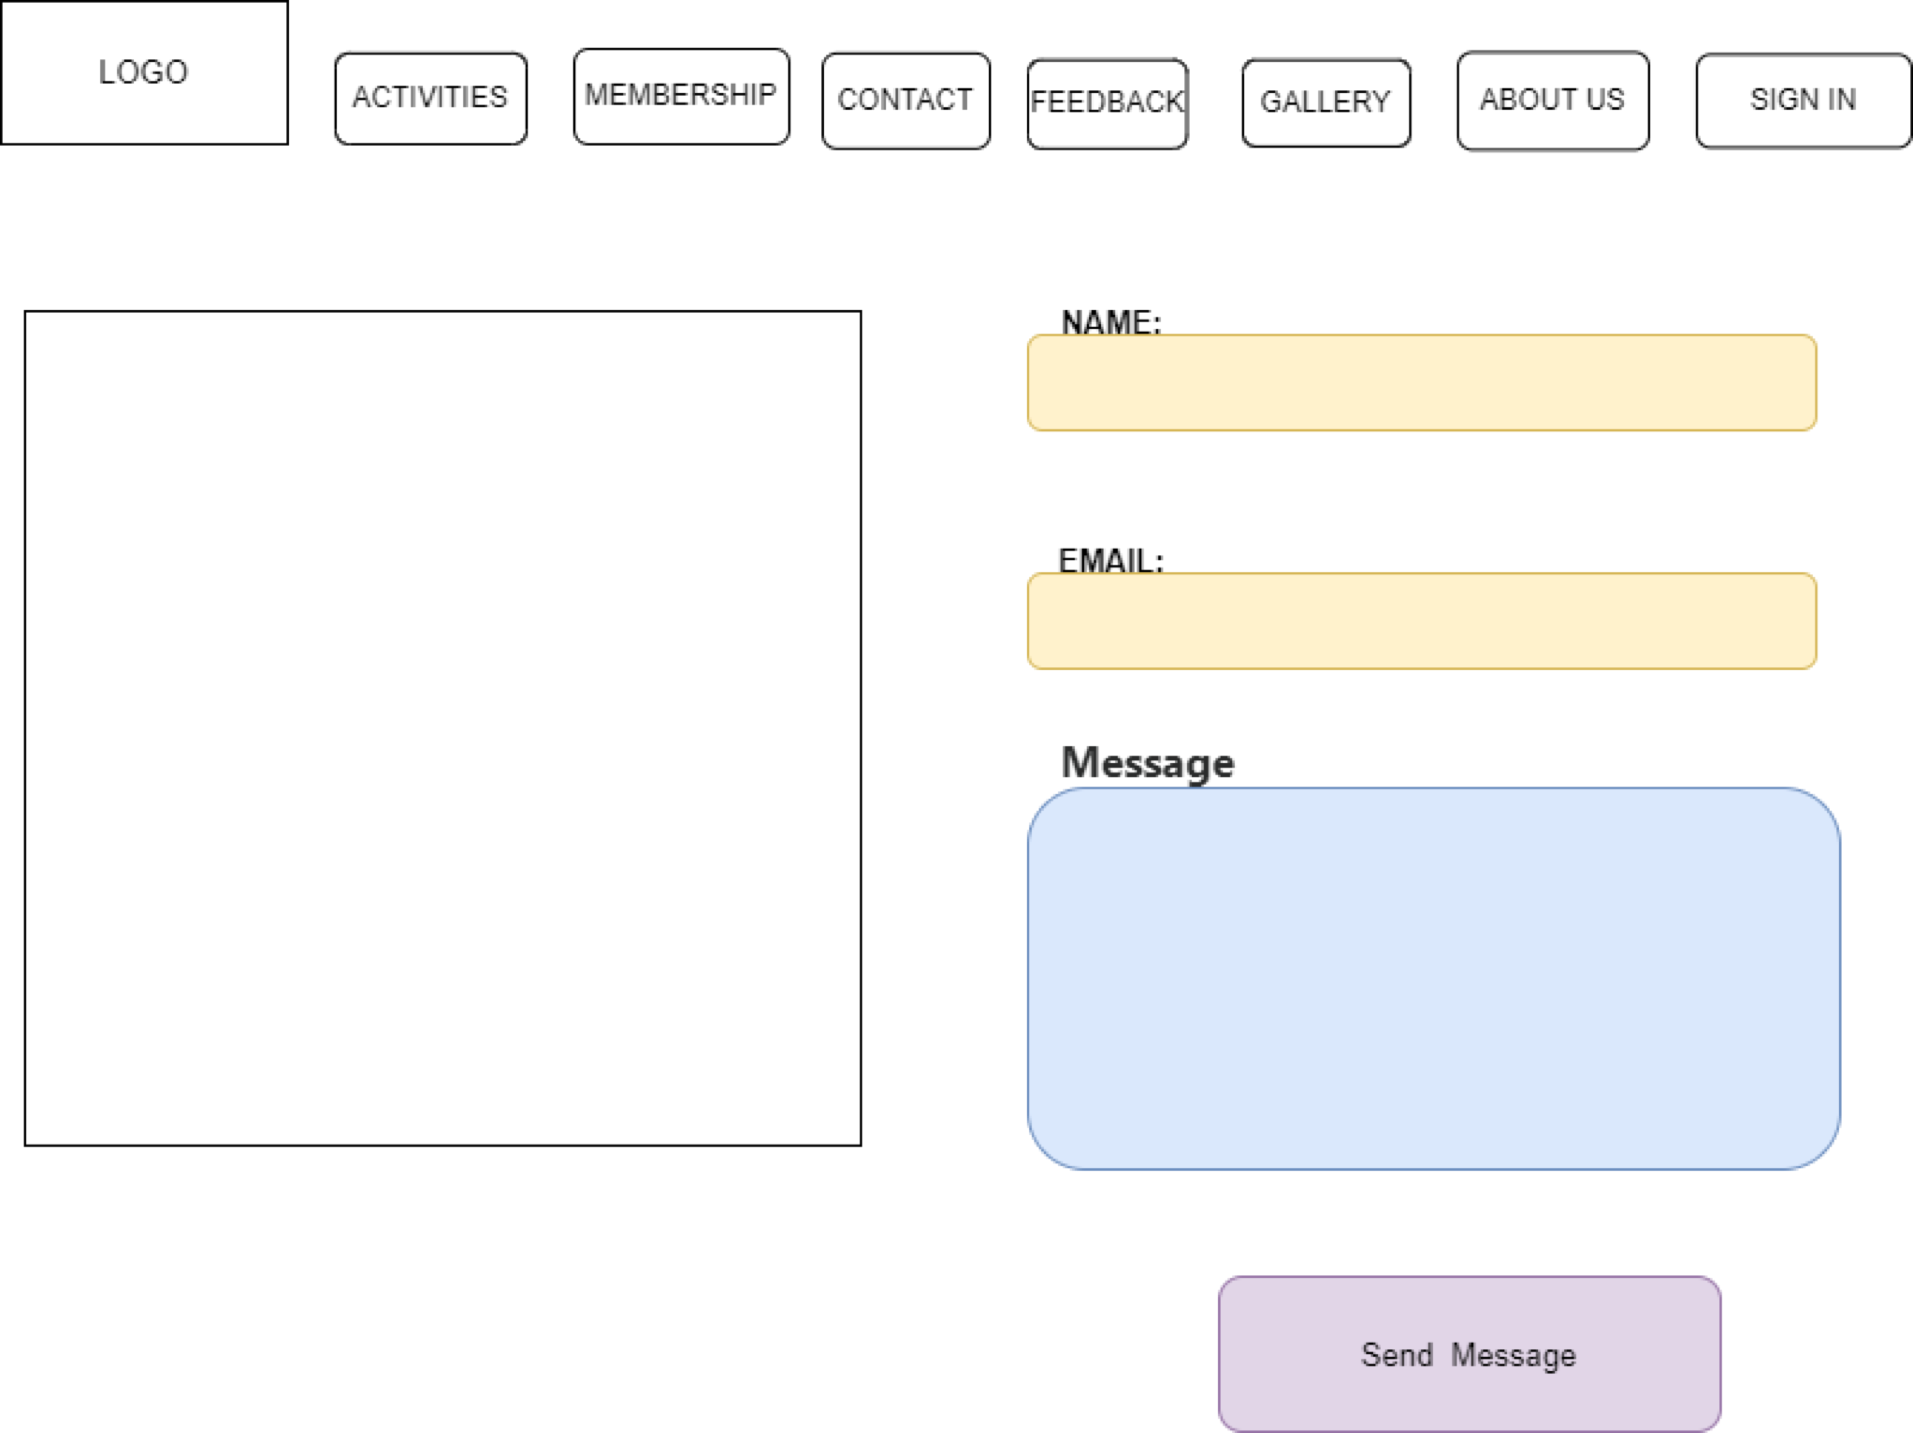 LOGO
ACTIVITIES
MEMBERSHIP
CONTACT
FEEDBACK
GALLERY
ABOUT US
SIGN IN
NAME:
EMAIL:
Message
Send Message